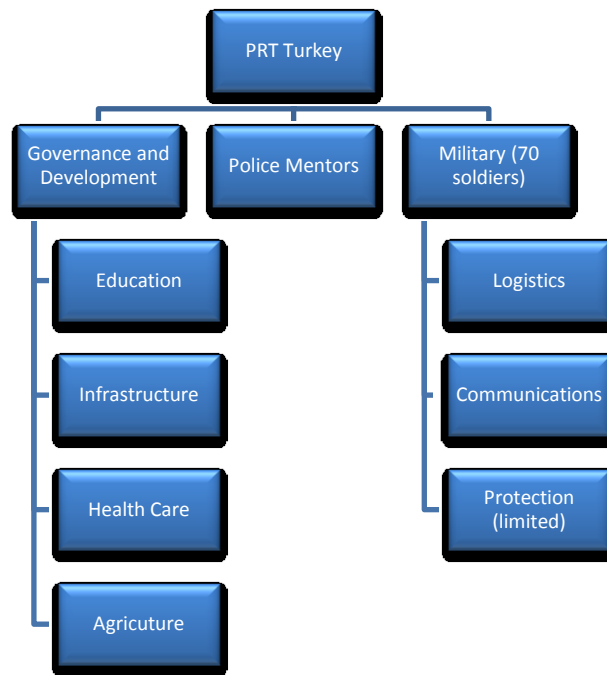 PRT Turkey
Governance and
Development
Police Mentors
Military (70
soldiers)
Education
Infrastructure
Health Care
Agricuture
Logistics
Communications
Protection
(limited)